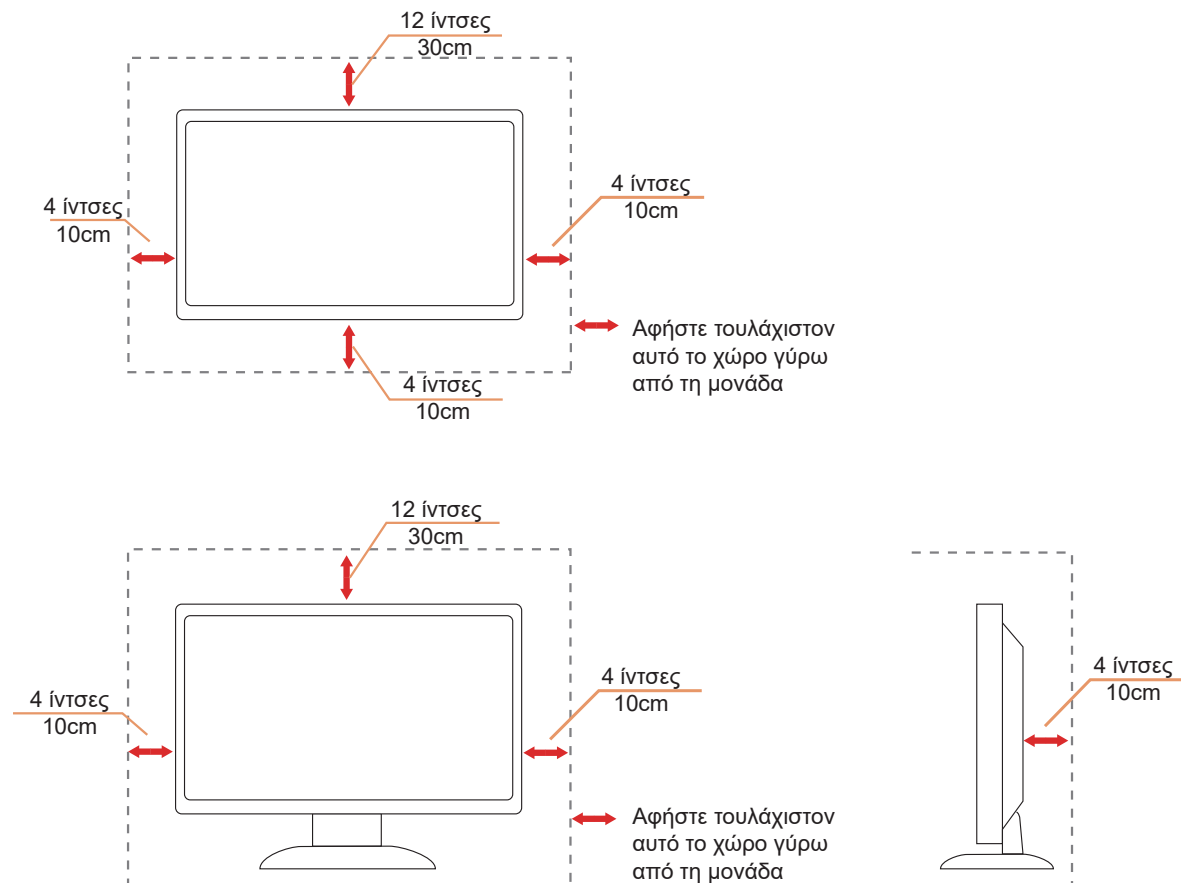 12 ίντσες
30cm
4 ίντσες
10cm
4 ίντσες
10cm
Αφήστε τουλάχιστον
αυτό το χώρο γύρω
από τη μονάδα
4 ίντσες
10cm
12 ίντσες
30cm
4 ίντσες
10cm
4 ίντσες
10cm
4 ίντσες
10cm
Αφήστε τουλάχιστον
αυτό το χώρο γύρω
από τη μονάδα